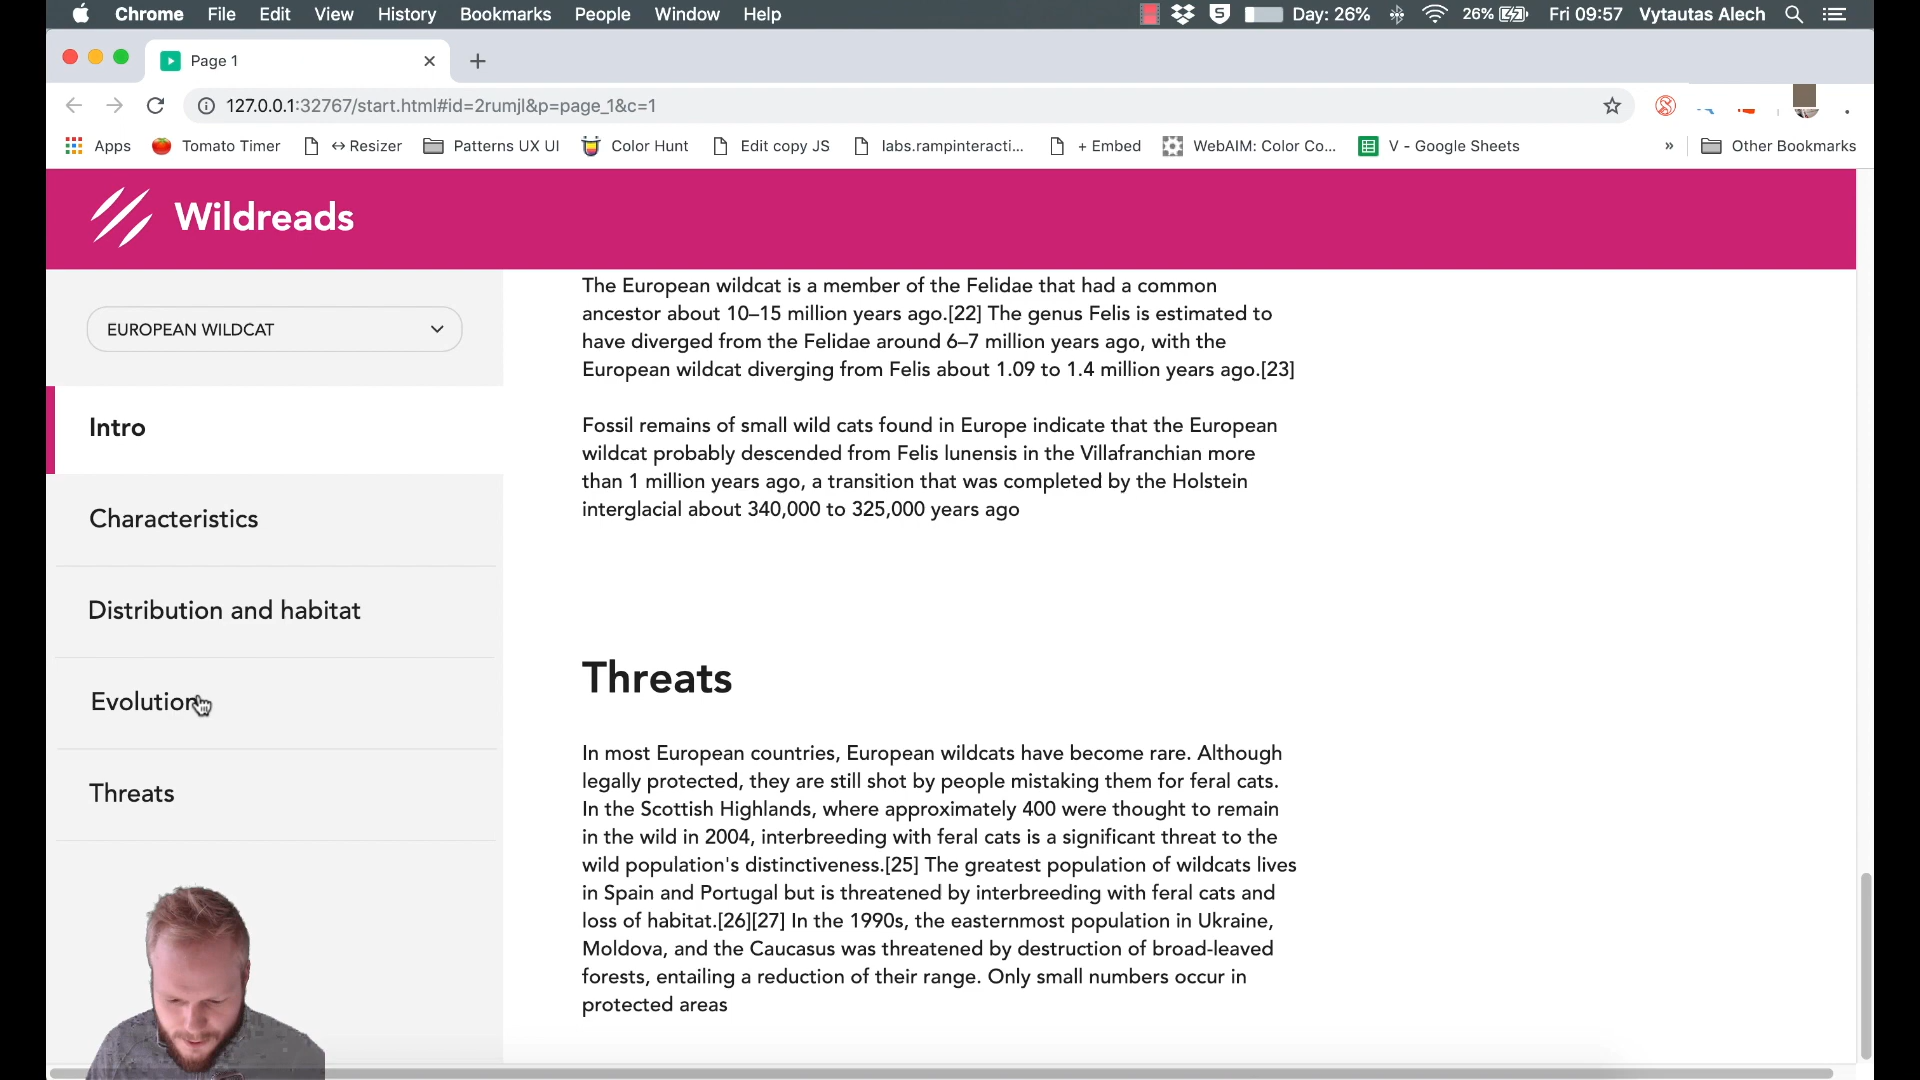 Chrome File Edit View History Bookmarks People Window Help Day: 26% 26% Fri 09:57 Vytautas Alech
Page 1
127.0.0.1:32767/start.html#id=2rumjl&p=page_1&c=1
Apps Tomato Timer ↔Resizer Patterns UX UI Color Hunt Edit copy JS labs.rampinteracti... + Embed WebAIM: Color Co... V - Google Sheets » Other Bookmarks
Wildreads
EUROPEAN WILDCAT
Intro
Characteristics
Distribution and habitat
Evolution
Threats
The European wildcat is a member of the Felidae that had a common
ancestor about 10–15 million years ago.[22] The genus Felis is estimated to
have diverged from the Felidae around 6–7 million years ago, with the
European wildcat diverging from Felis about 1.09 to 1.4 million years ago.[23]
Fossil remains of small wild cats found in Europe indicate that the European
wildcat probably descended from Felis lunensis in the Villafranchian more
than 1 million years ago, a transition that was completed by the Holstein
interglacial about 340,000 to 325,000 years ago
Threats
In most European countries, European wildcats have become rare. Although
legally protected, they are still shot by people mistaking them for feral cats.
In the Scottish Highlands, where approximately 400 were thought to remain
in the wild in 2004, interbreeding with feral cats is a significant threat to the
wild population's distinctiveness.[25] The greatest population of wildcats lives
in Spain and Portugal but is threatened by interbreeding with feral cats and
loss of habitat.[26][27] In the 1990s, the easternmost population in Ukraine,
Moldova, and the Caucasus was threatened by destruction of broad-leaved
forests, entailing a reduction of their range. Only small numbers occur in
protected areas